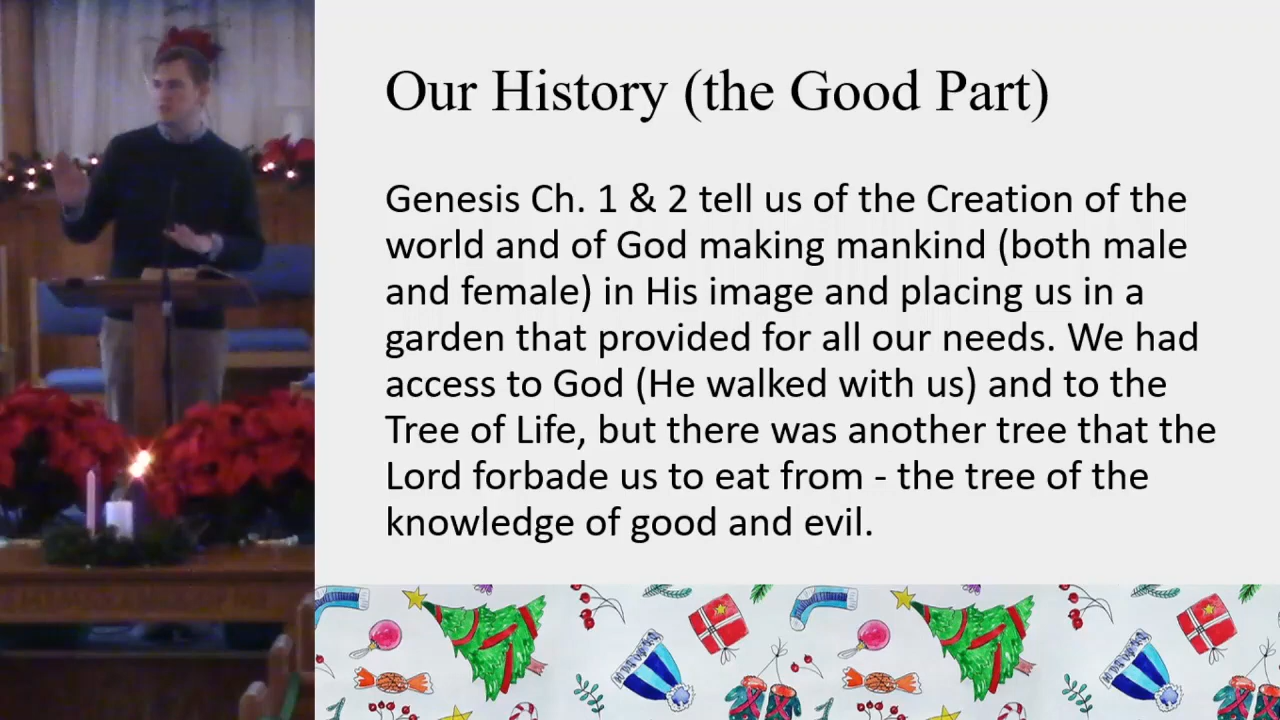 Our History (the Good Part)
Genesis Ch. 1 & 2 tell us of the Creation of the
world and of God making mankind (both male
and female) in His image and placing us in a
garden that provided for all our needs. We had
access to God (He walked with us) and to the
Tree of Life, but there was another tree that the
Lord forbade us to eat from - the tree of the
knowledge of good and evil.